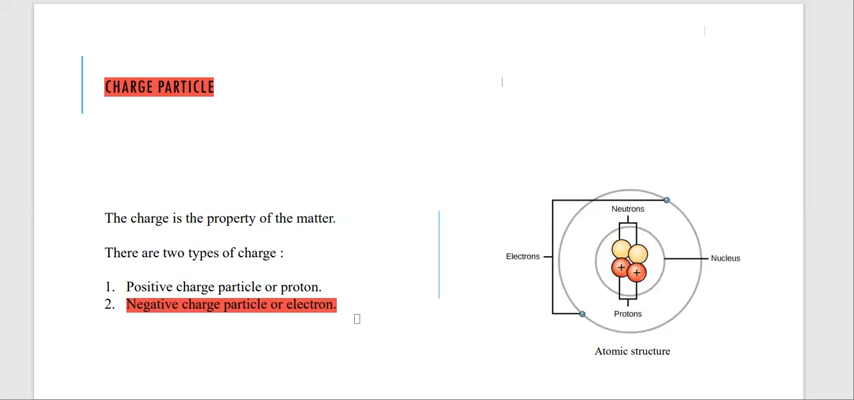 CHARGE PARTICLE
The charge is the property of the matter.
There are two types of charge :
1. Positive charge particle or proton.
2. Negative charge particle or electron.
Neutrons
Electrons
Nucleus
+ +
Protons
Atomic structure